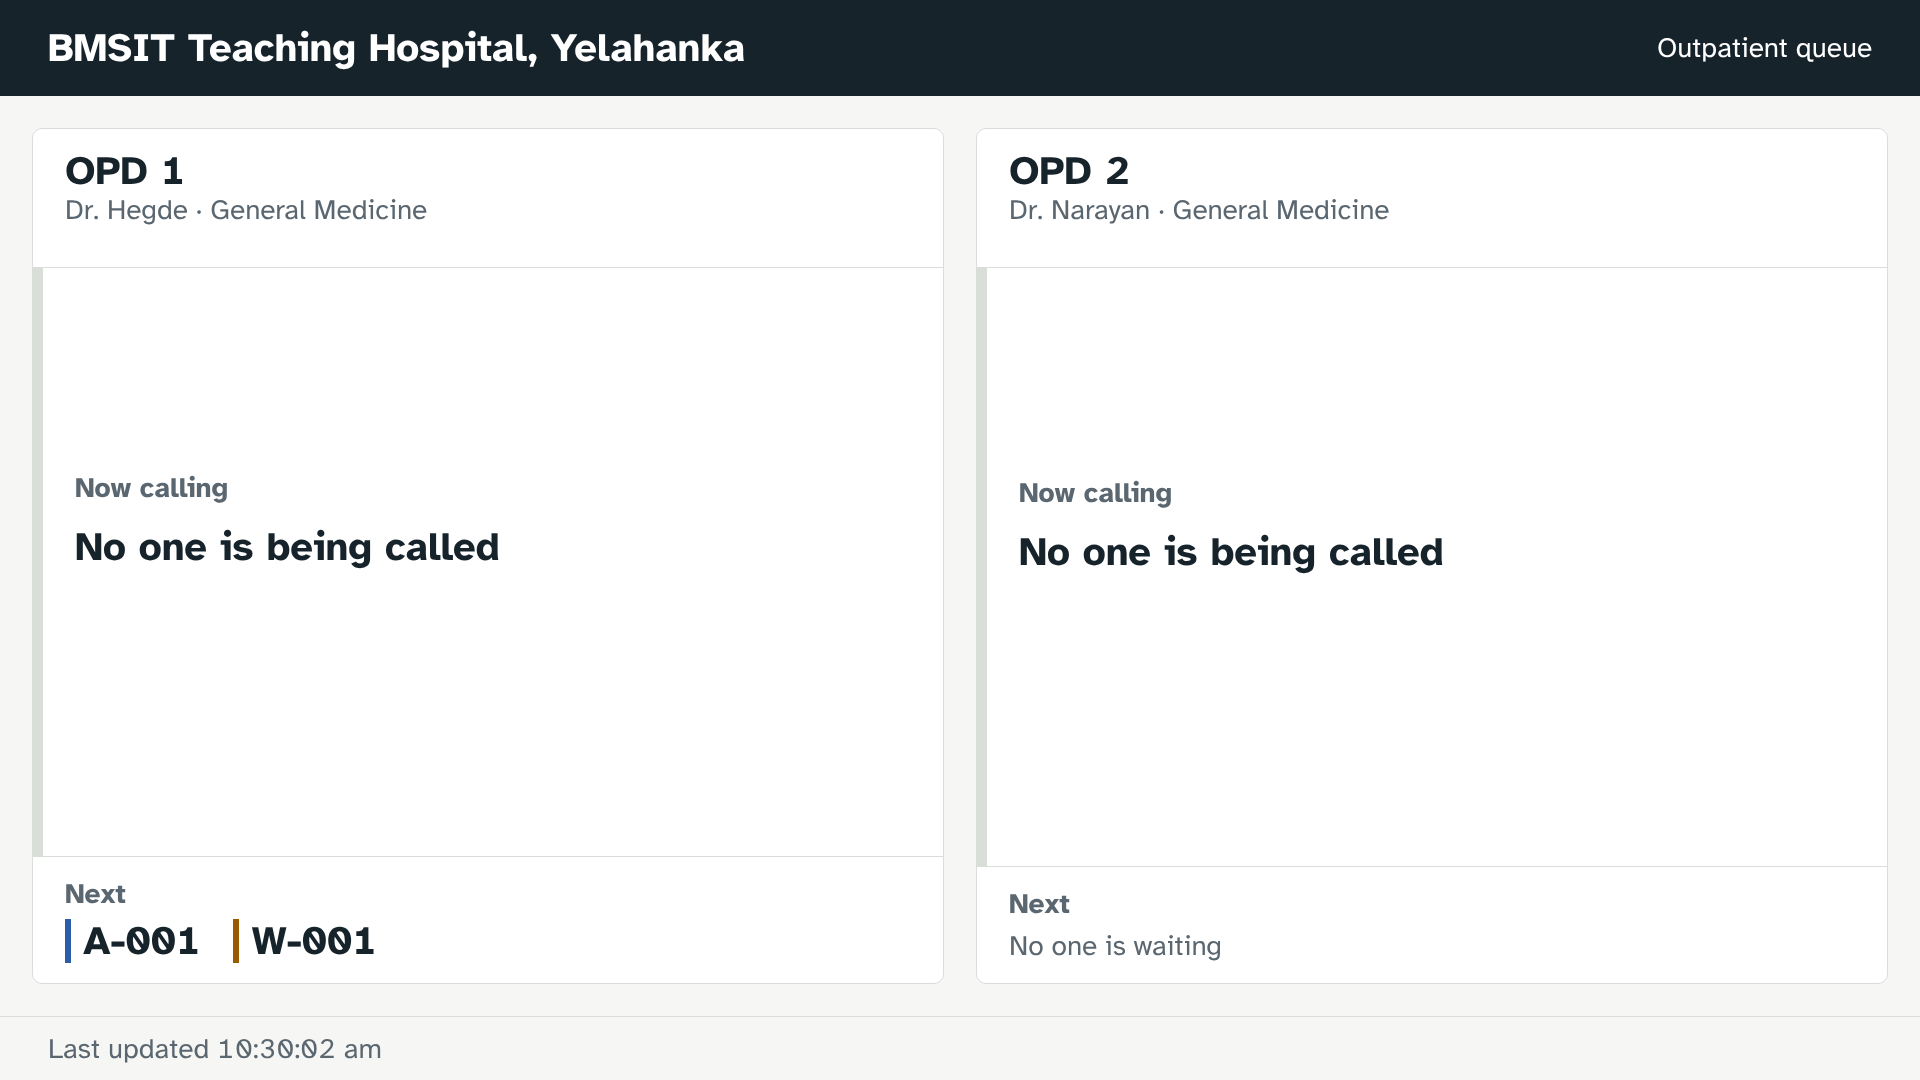 BMSIT Teaching Hospital, Yelahanka
Outpatient queue
OPD 1
Dr. Hegde · General Medicine
Now calling
No one is being called
Next
A-001 W-001
OPD 2
Dr. Narayan · General Medicine
Now calling
No one is being called
Next
No one is waiting
Last updated 10:30:02 am